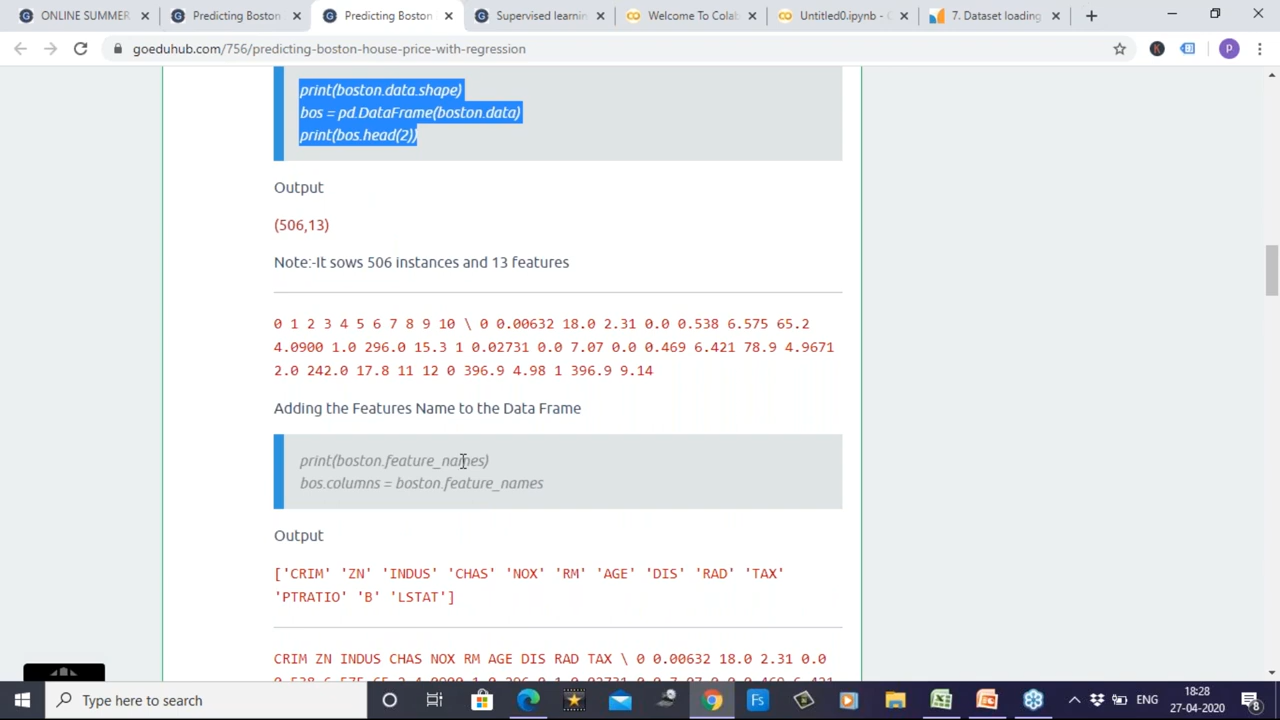 ONLINE SUMMER
Predicting Boston
Predicting Boston
Supervised learnin
Welcome To Colab
Untitled0.ipynb - C
7. Dataset loading
goeduhub.com/756/predicting-boston-house-price-with-regression
print(boston.data.shape)
bos = pd.DataFrame(boston.data)
print(bos.head(2))
Output
(506,13)
Note:-It sows 506 instances and 13 features
0 1 2 3 4 5 6 7 8 9 10 \ 0 0.00632 18.0 2.31 0.0 0.538 6.575 65.2
4.0900 1.0 296.0 15.3 1 0.02731 0.0 7.07 0.0 0.469 6.421 78.9 4.9671
2.0 242.0 17.8 11 12 0 396.9 4.98 1 396.9 9.14
Adding the Features Name to the Data Frame
print(boston.feature_names)
bos.columns = boston.feature_names
Output
['CRIM' 'ZN' 'INDUS' 'CHAS' 'NOX' 'RM' 'AGE' 'DIS' 'RAD' 'TAX'
'PTRATIO' 'B' 'LSTAT']
CRIM ZN INDUS CHAS NOX RM AGE DIS RAD TAX \ 0 0.00632 18.0 2.31 0.0
Type here to search
ENG
18:28
27-04-2020
8